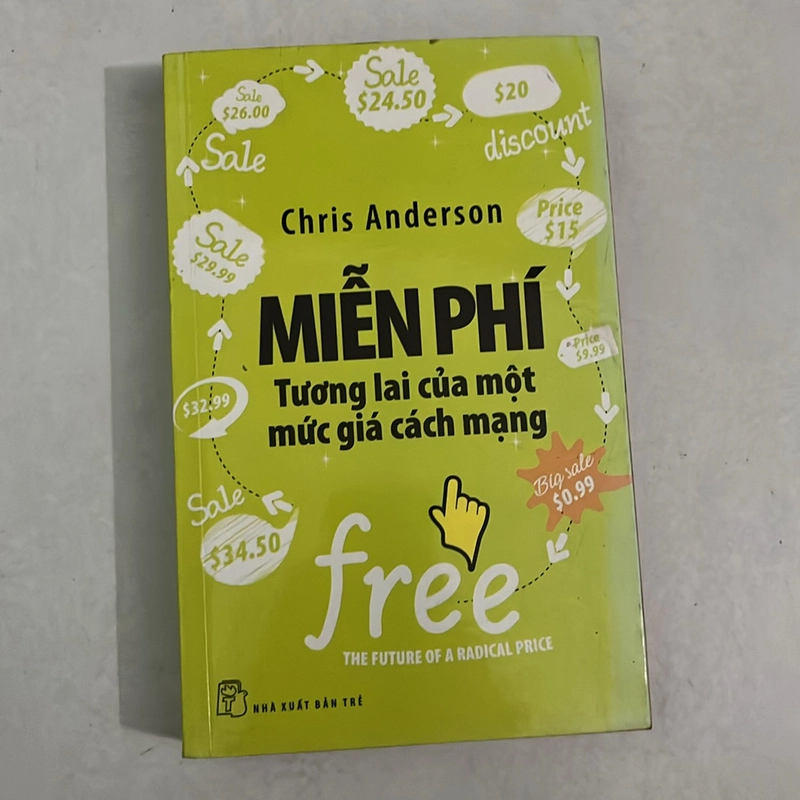 Sale
$26.00
Sale
$24.50
$20
discount
Sale
Chris Anderson
Price
$15
Sale
$29.99
MIỄN PHÍ
Price
$9.99
Tương lai của một
mức giá cách mạng
$32.99
Big sale
$0.99
Sale
$34.50
free
THE FUTURE OF A RADICAL PRICE
T
NHÀ XUẤT BẢN TRẺ